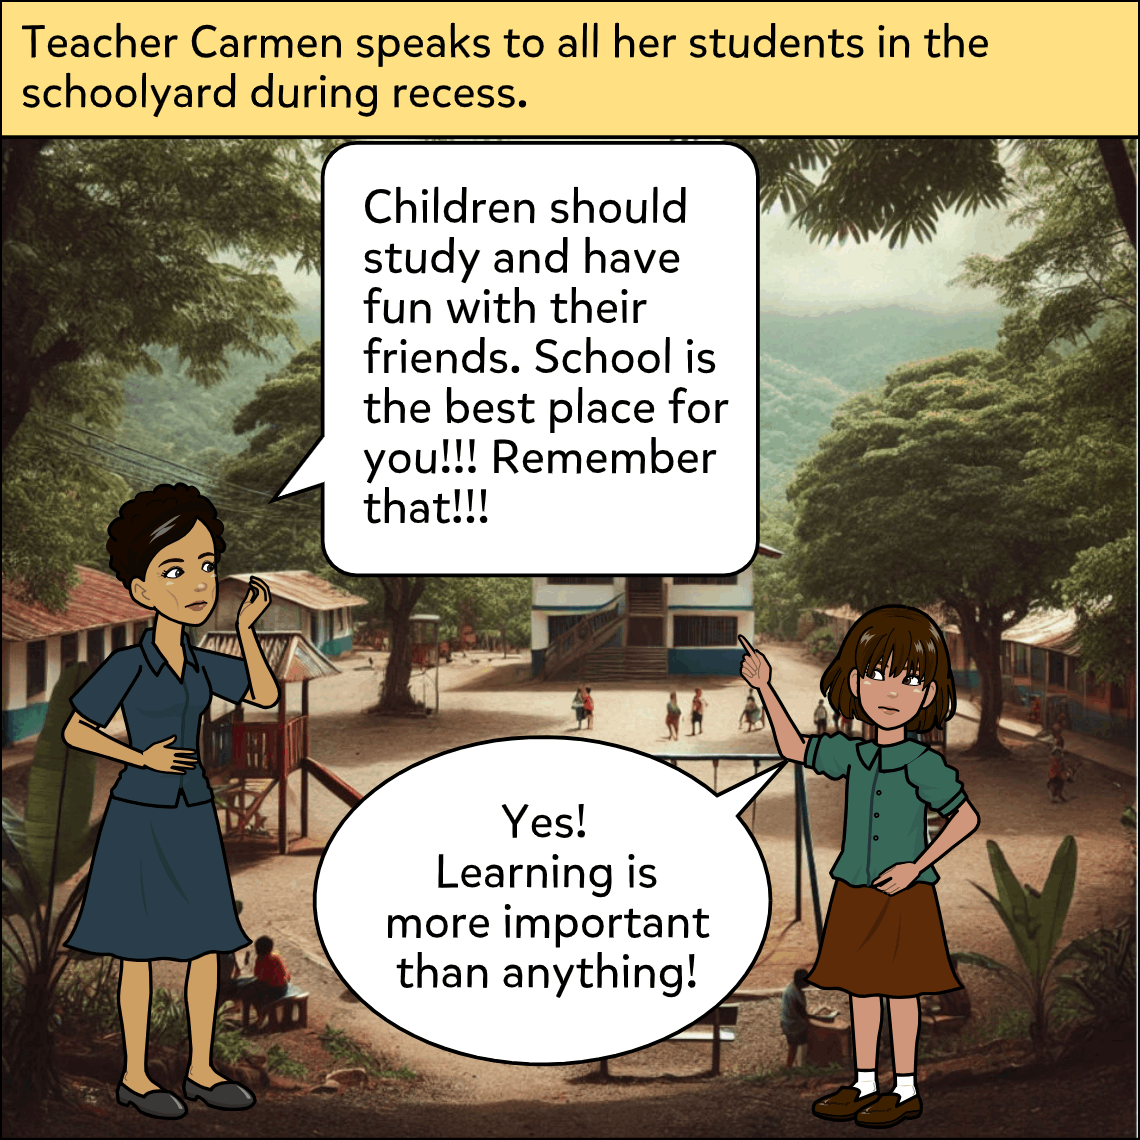 Teacher Carmen speaks to all her students in the
schoolyard during recess.
Children should
study and have
fun with their
friends. School is
the best place for
you!!! Remember
that!!!
Yes!
Learning is
more important
than anything!